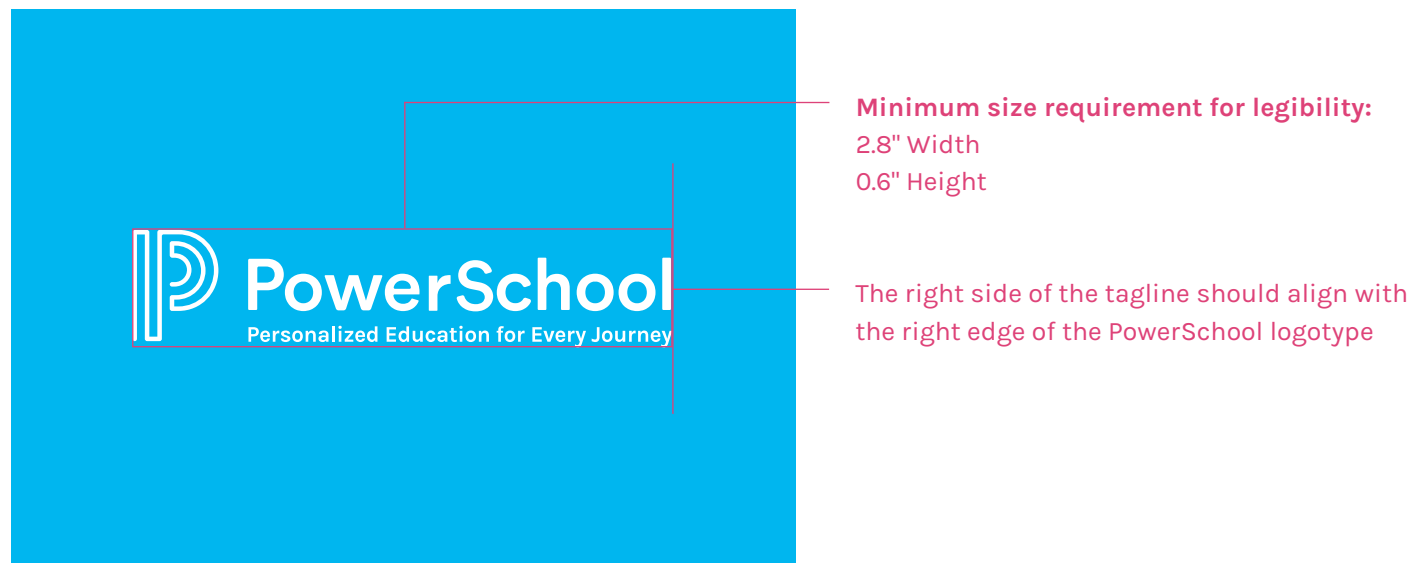 PowerSchool
Personalized Education for Every Journey
Minimum size requirement for legibility:
2.8" Width
0.6" Height
The right side of the tagline should align with
the right edge of the PowerSchool logotype